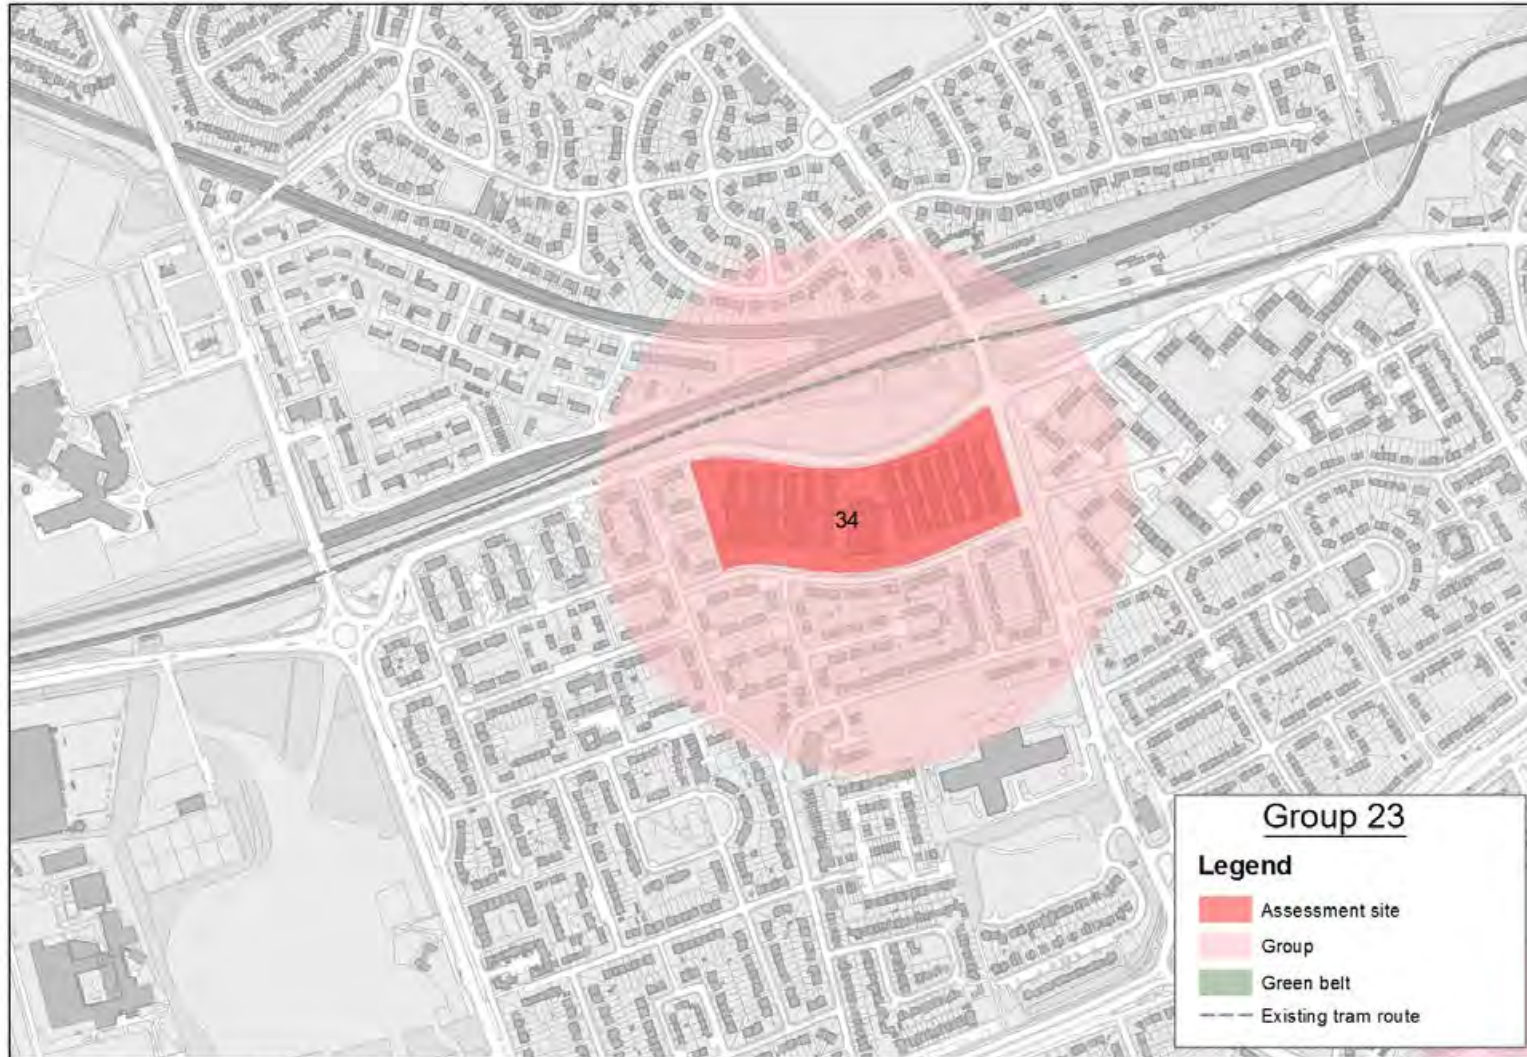 34
Group 23
Legend
Assessment site
Group
Green belt
Existing tram route